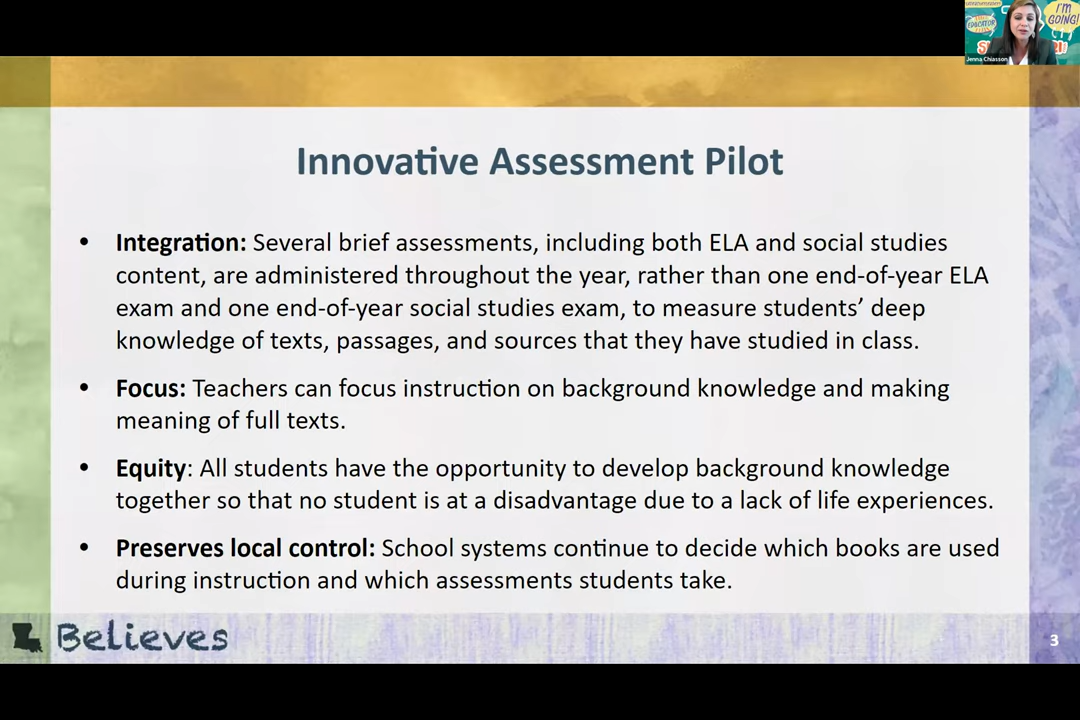 I'M
GOING!
EDUCATOR
Jenna Chiasson
Innovative Assessment Pilot
• Integration: Several brief assessments, including both ELA and social studies
content, are administered throughout the year, rather than one end-of-year ELA
exam and one end-of-year social studies exam, to measure students’ deep
knowledge of texts, passages, and sources that they have studied in class.
• Focus: Teachers can focus instruction on background knowledge and making
meaning of full texts.
• Equity: All students have the opportunity to develop background knowledge
together so that no student is at a disadvantage due to a lack of life experiences.
• Preserves local control: School systems continue to decide which books are used
during instruction and which assessments students take.
Believes
3